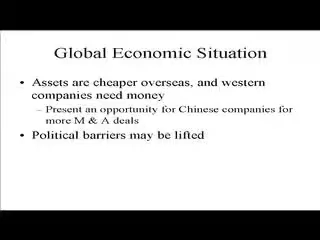 Global Economic Situation
• Assets are cheaper overseas, and western
companies need money
– Present an opportunity for Chinese companies for
more M & A deals
• Political barriers may be lifted